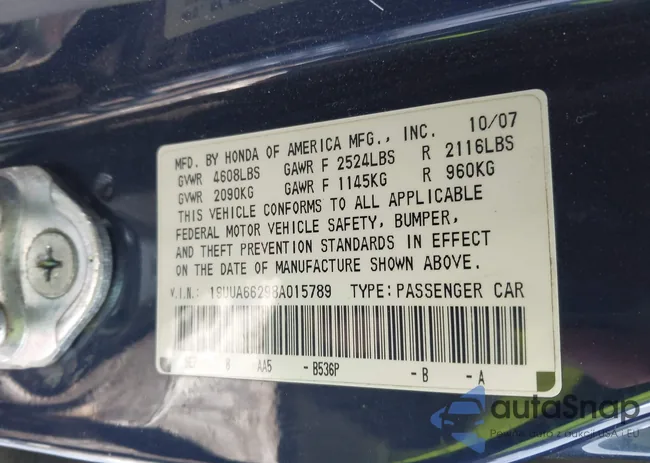 MFD. BY HONDA OF AMERICA MFG., INC. 10/07
GVWR 4608LBS GAWR F 2524LBS R 2116LBS
GVWR 2090KG GAWR F 1145KG R 960KG
THIS VEHICLE CONFORMS TO ALL APPLICABLE
FEDERAL MOTOR VEHICLE SAFETY, BUMPER,
AND THEFT PREVENTION STANDARDS IN EFFECT
ON THE DATE OF MANUFACTURE SHOWN ABOVE.
V.I.N.: 19UUA66298A015789 TYPE: PASSENGER CAR
8 AA5 - B536P - B - A
autoSnap